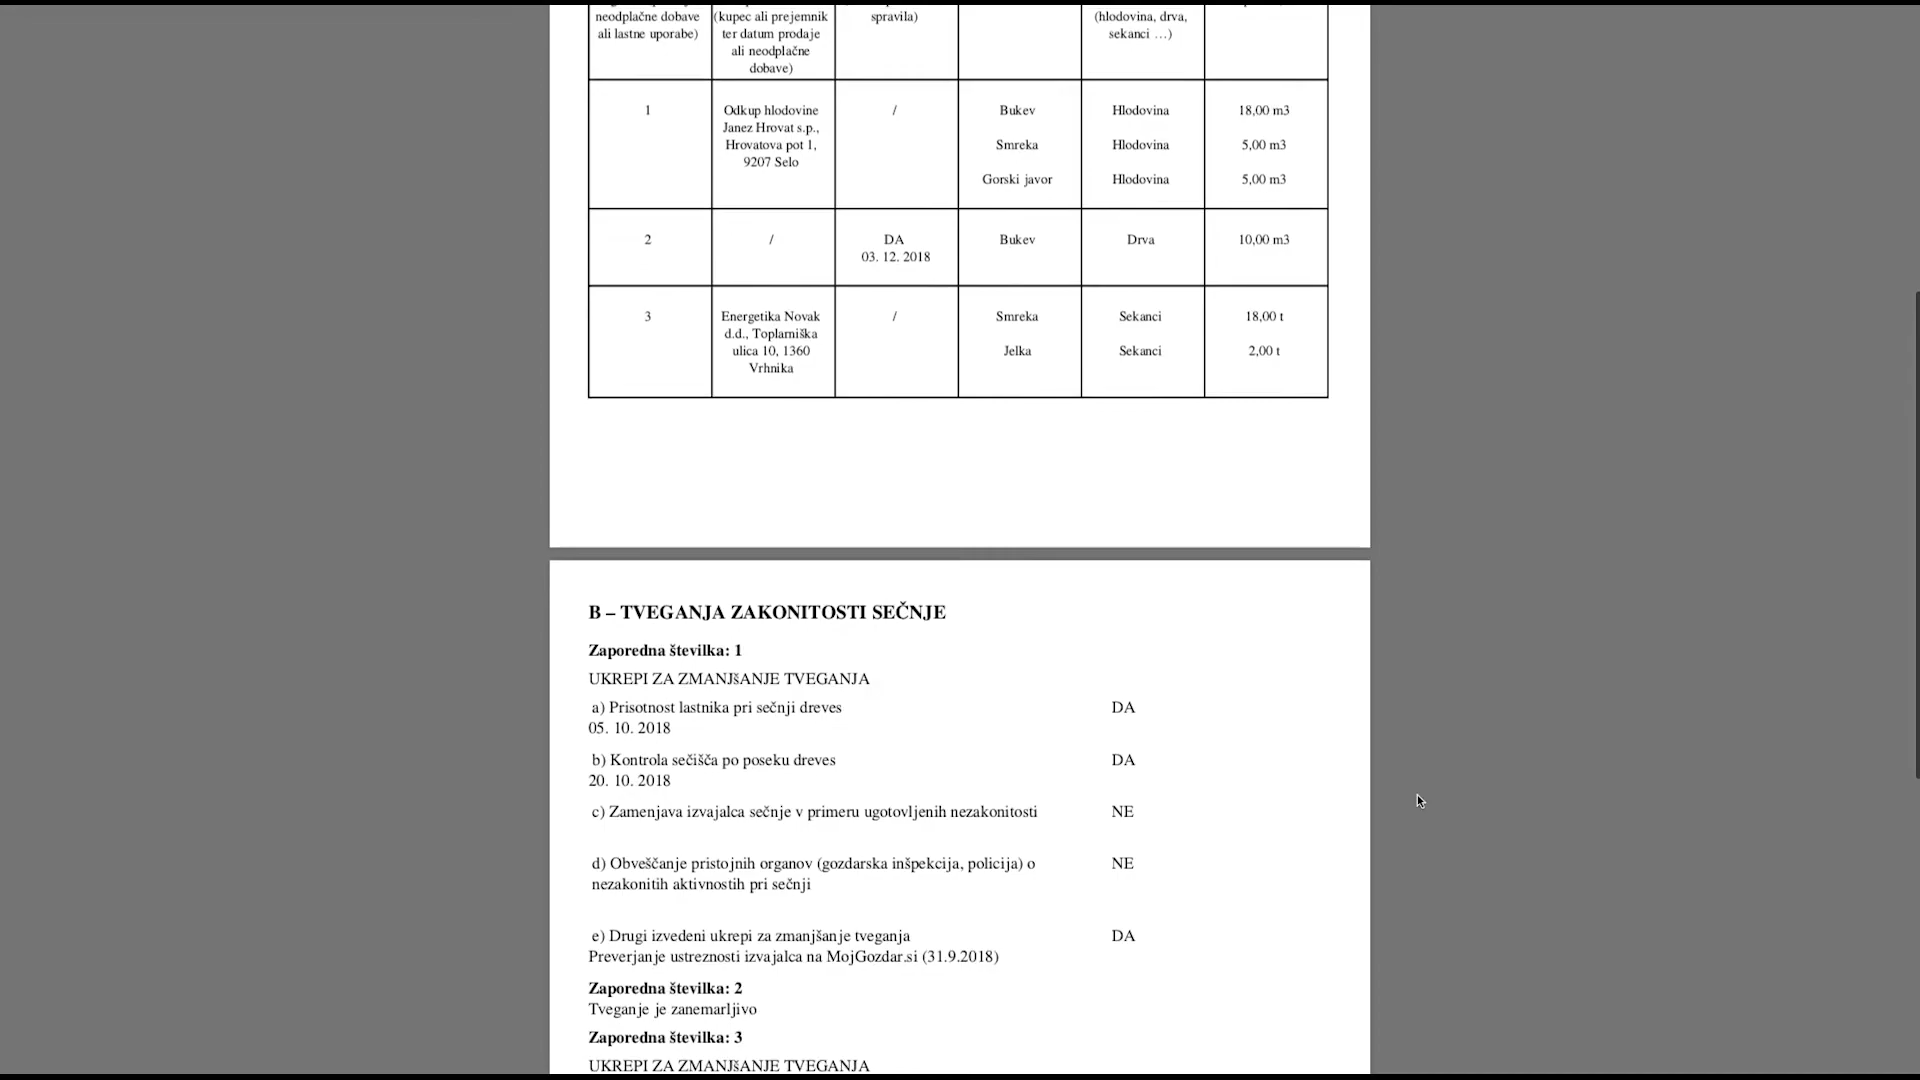 neodplačne dobave
ali lastne uporabe)
(kupec ali prejemnik
ter datum prodaje
ali neodplačne
dobave)
spravila)
(hlodovina, drva,
sekanci …)
1
Odkup hlodovine
Janez Hrovat s.p.,
Hrovatova pot 1,
9207 Selo
/
Bukev
Smreka
Gorski javor
Hlodovina
Hlodovina
Hlodovina
18,00 m3
5,00 m3
5,00 m3
2
/
DA
03. 12. 2018
Bukev
Drva
10,00 m3
3
Energetika Novak
d.d., Toplarniška
ulica 10, 1360
Vrhnika
/
Smreka
Jelka
Sekanci
Sekanci
18,00 t
2,00 t
B – TVEGANJA ZAKONITOSTI SEČNJE
Zaporedna številka: 1
UKREPI ZA ZMANJšANJE TVEGANJA
a) Prisotnost lastnika pri sečnji dreves DA
05. 10. 2018
b) Kontrola sečišča po poseku dreves DA
20. 10. 2018
c) Zamenjava izvajalca sečnje v primeru ugotovljenih nezakonitosti NE
d) Obveščanje pristojnih organov (gozdarska inšpekcija, policija) o NE
nezakonitih aktivnostih pri sečnji
e) Drugi izvedeni ukrepi za zmanjšanje tveganja DA
Preverjanje ustreznosti izvajalca na MojGozdar.si (31.9.2018)
Zaporedna številka: 2
Tveganje je zanemarljivo
Zaporedna številka: 3
UKREPI ZA ZMANJšANJE TVEGANJA